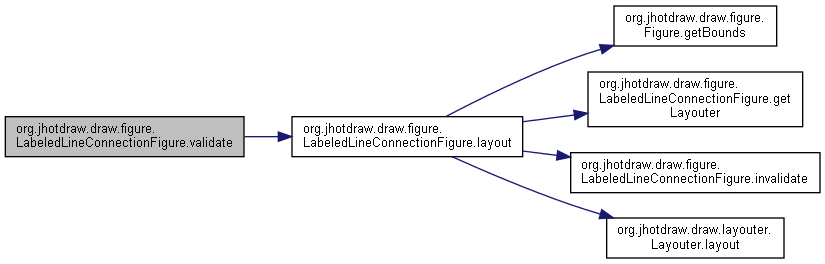 org.jhotdraw.draw.figure.
LabeledLineConnectionFigure.validate
org.jhotdraw.draw.figure.
LabeledLineConnectionFigure.layout
org.jhotdraw.draw.figure.
Figure.getBounds
org.jhotdraw.draw.figure.
LabeledLineConnectionFigure.get
Layouter
org.jhotdraw.draw.figure.
LabeledLineConnectionFigure.invalidate
org.jhotdraw.draw.layouter.
Layouter.layout